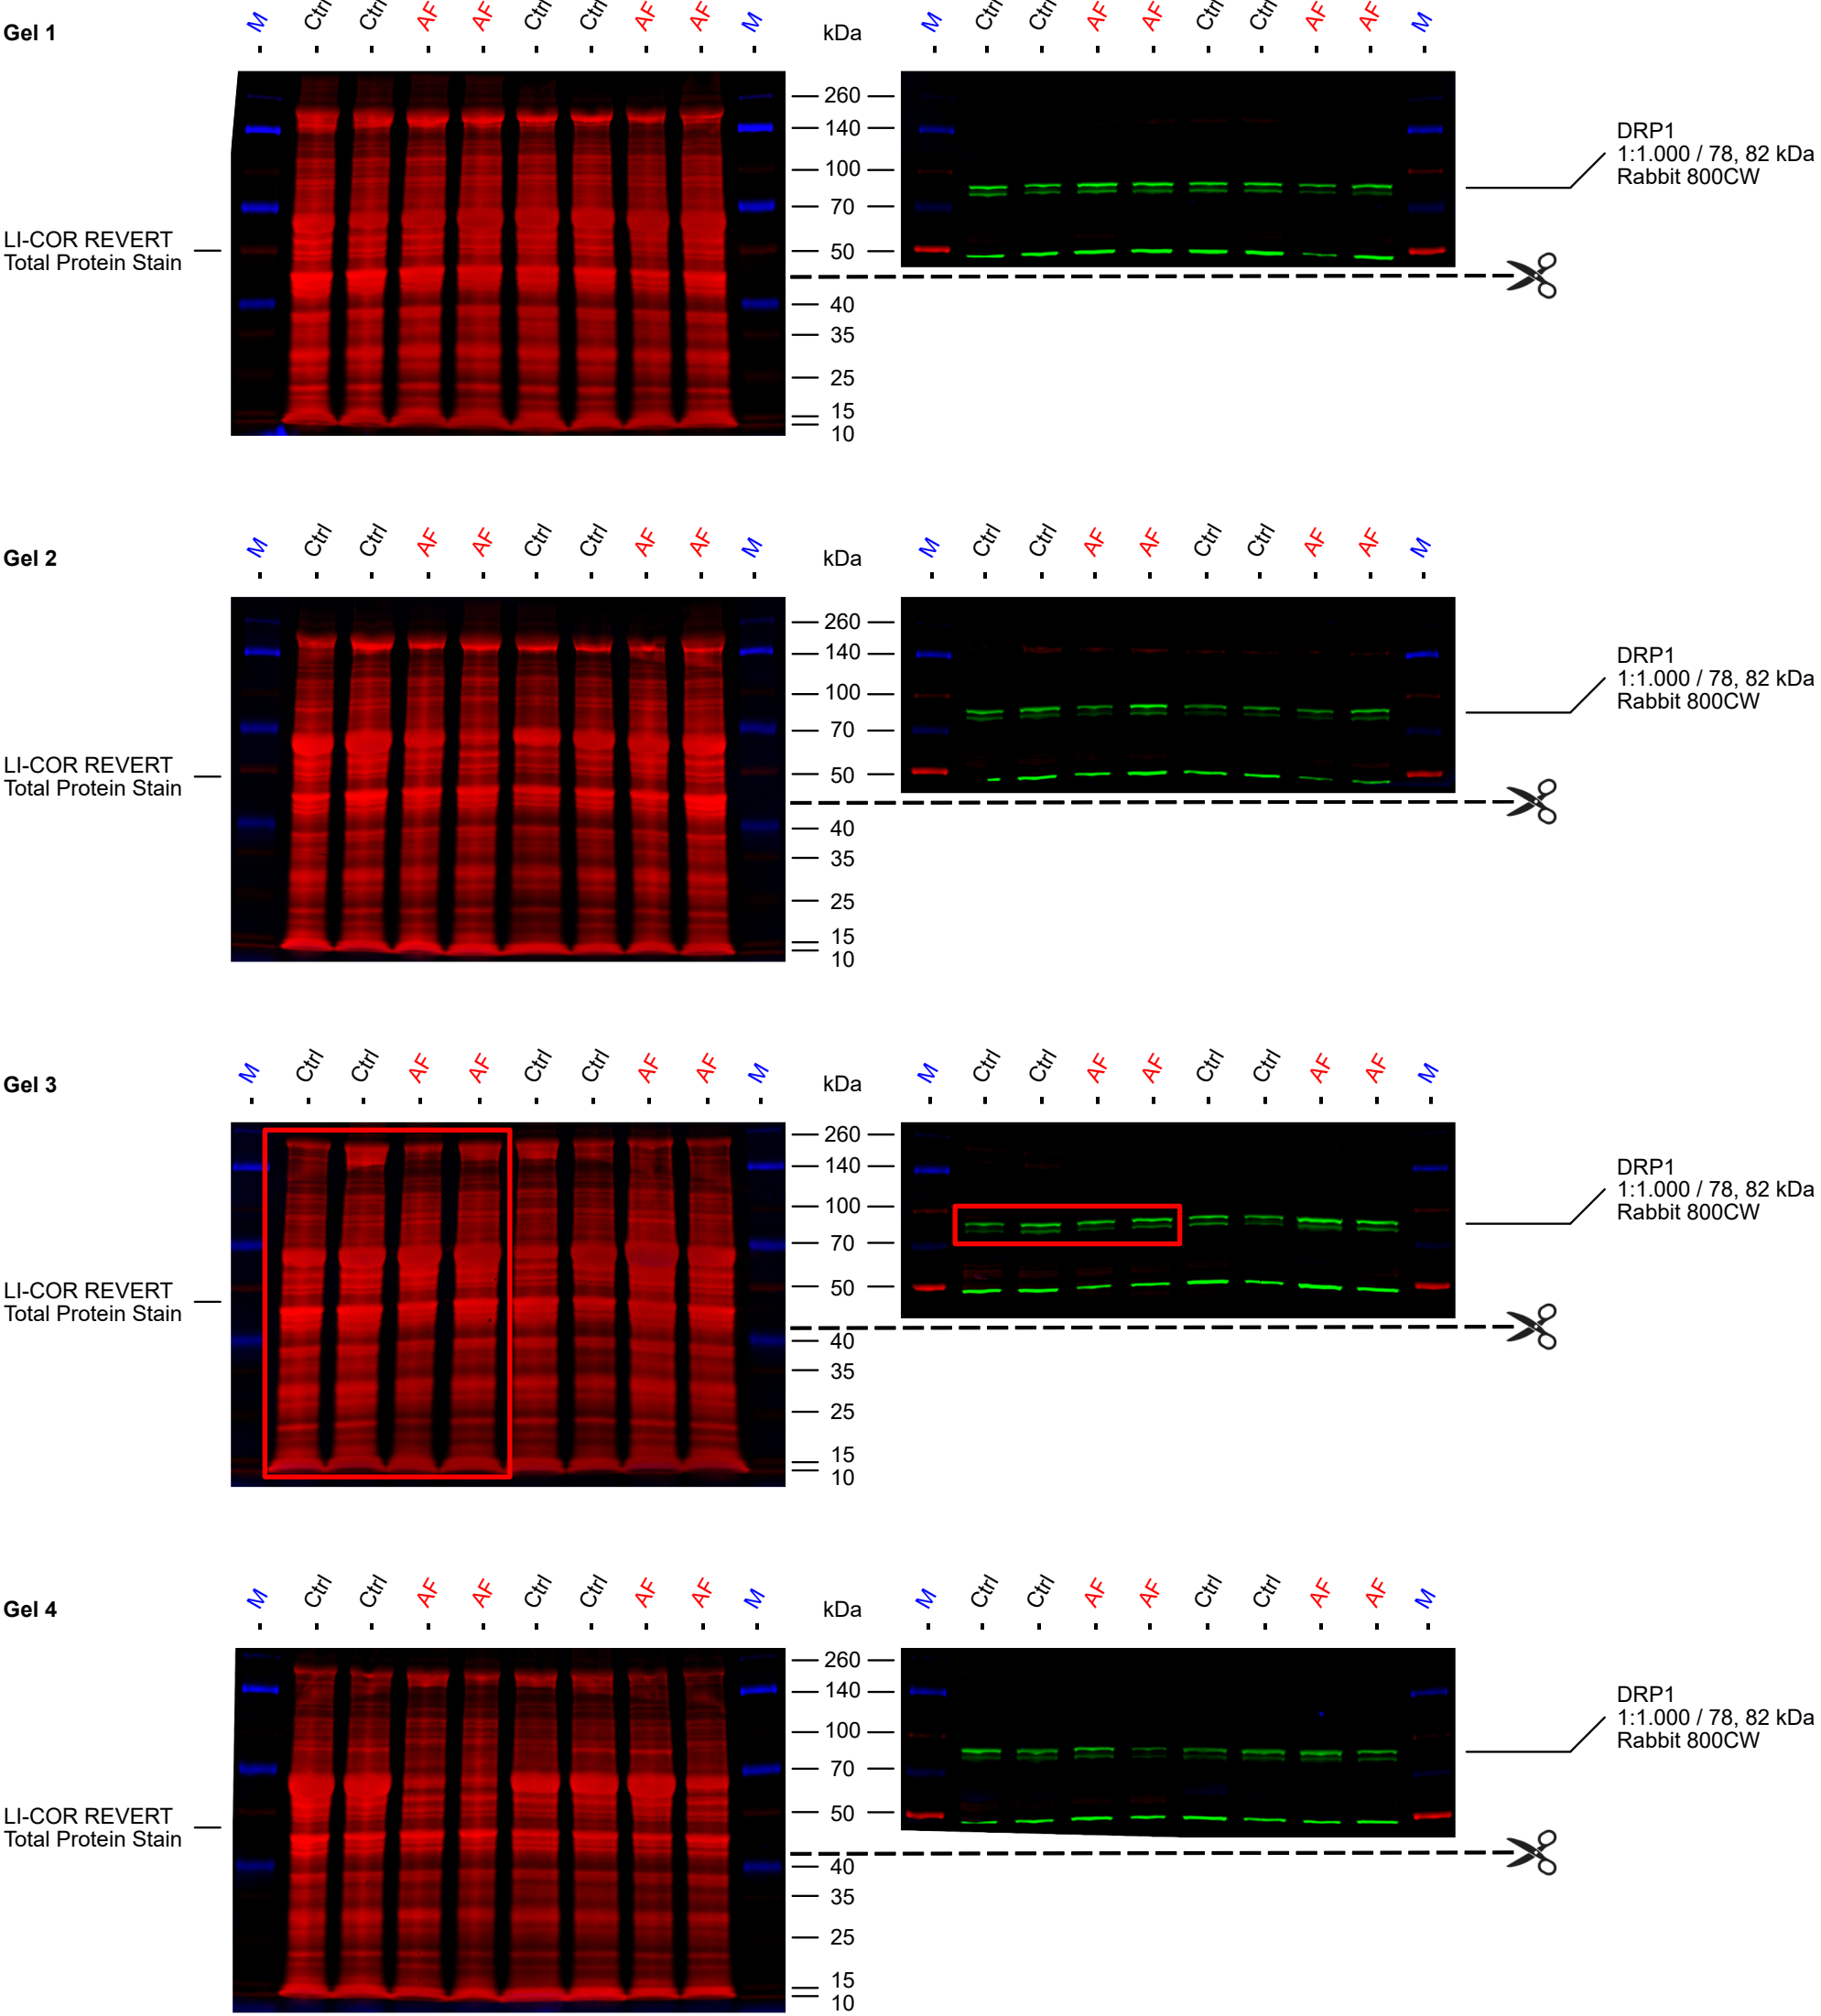 Gel 1
M Ctrl Ctrl AF AF Ctrl Ctrl AF AF M
kDa
M Ctrl Ctrl AF AF Ctrl Ctrl AF AF M
260
140
100
70
50
40
35
25
15
10
LI-COR REVERT
Total Protein Stain
DRP1
1:1.000 / 78, 82 kDa
Rabbit 800CW
Gel 2
M Ctrl Ctrl AF AF Ctrl Ctrl AF AF M
kDa
M Ctrl Ctrl AF AF Ctrl Ctrl AF AF M
260
140
100
70
50
40
35
25
15
10
LI-COR REVERT
Total Protein Stain
DRP1
1:1.000 / 78, 82 kDa
Rabbit 800CW
Gel 3
M Ctrl Ctrl AF AF Ctrl Ctrl AF AF M
kDa
M Ctrl Ctrl AF AF Ctrl Ctrl AF AF M
260
140
100
70
50
40
35
25
15
10
LI-COR REVERT
Total Protein Stain
DRP1
1:1.000 / 78, 82 kDa
Rabbit 800CW
Gel 4
M Ctrl Ctrl AF AF Ctrl Ctrl AF AF M
kDa
M Ctrl Ctrl AF AF Ctrl Ctrl AF AF M
260
140
100
70
50
40
35
25
15
10
LI-COR REVERT
Total Protein Stain
DRP1
1:1.000 / 78, 82 kDa
Rabbit 800CW